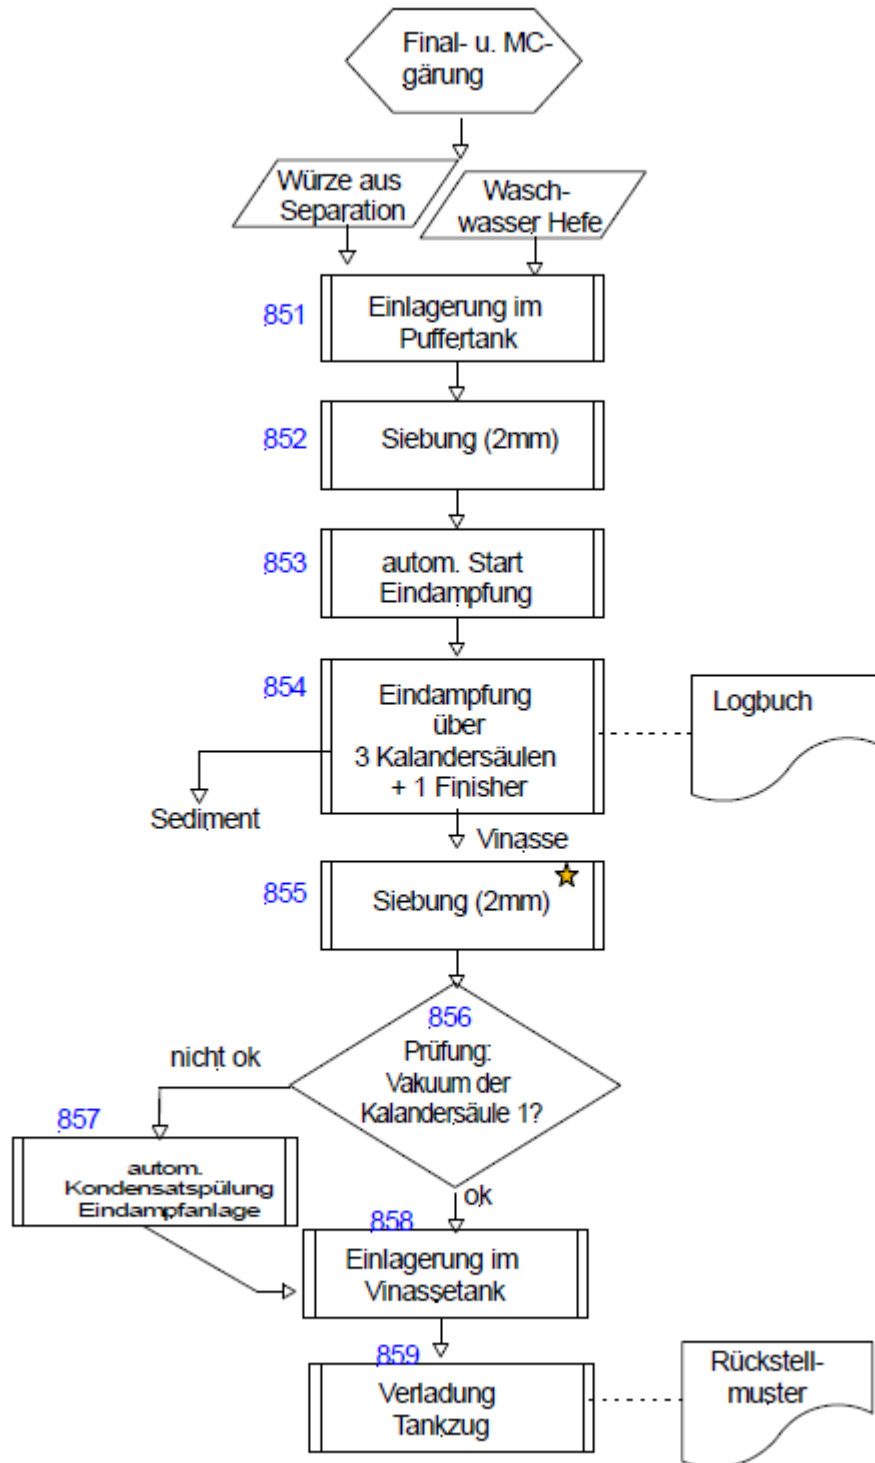 Final- u. MC-
gärung
Würze aus
Separation
Wasch-
wasser Hefe
851
Einlagerung im
Puffertank
852
Siebung (2mm)
853
autom. Start
Eindampfung
854
Eindampfung
über
3 Kalandersäulen
+ 1 Finisher
Logbuch
Sediment
Vinasse
855
Siebung (2mm)
856
Prüfung:
Vakuum der
Kalandersäule 1?
nicht ok
857
autom.
Kondensatspülung
Eindampfanlage
ok
858
Einlagerung im
Vinassetank
859
Verladung
Tankzug
Rückstell-
muster